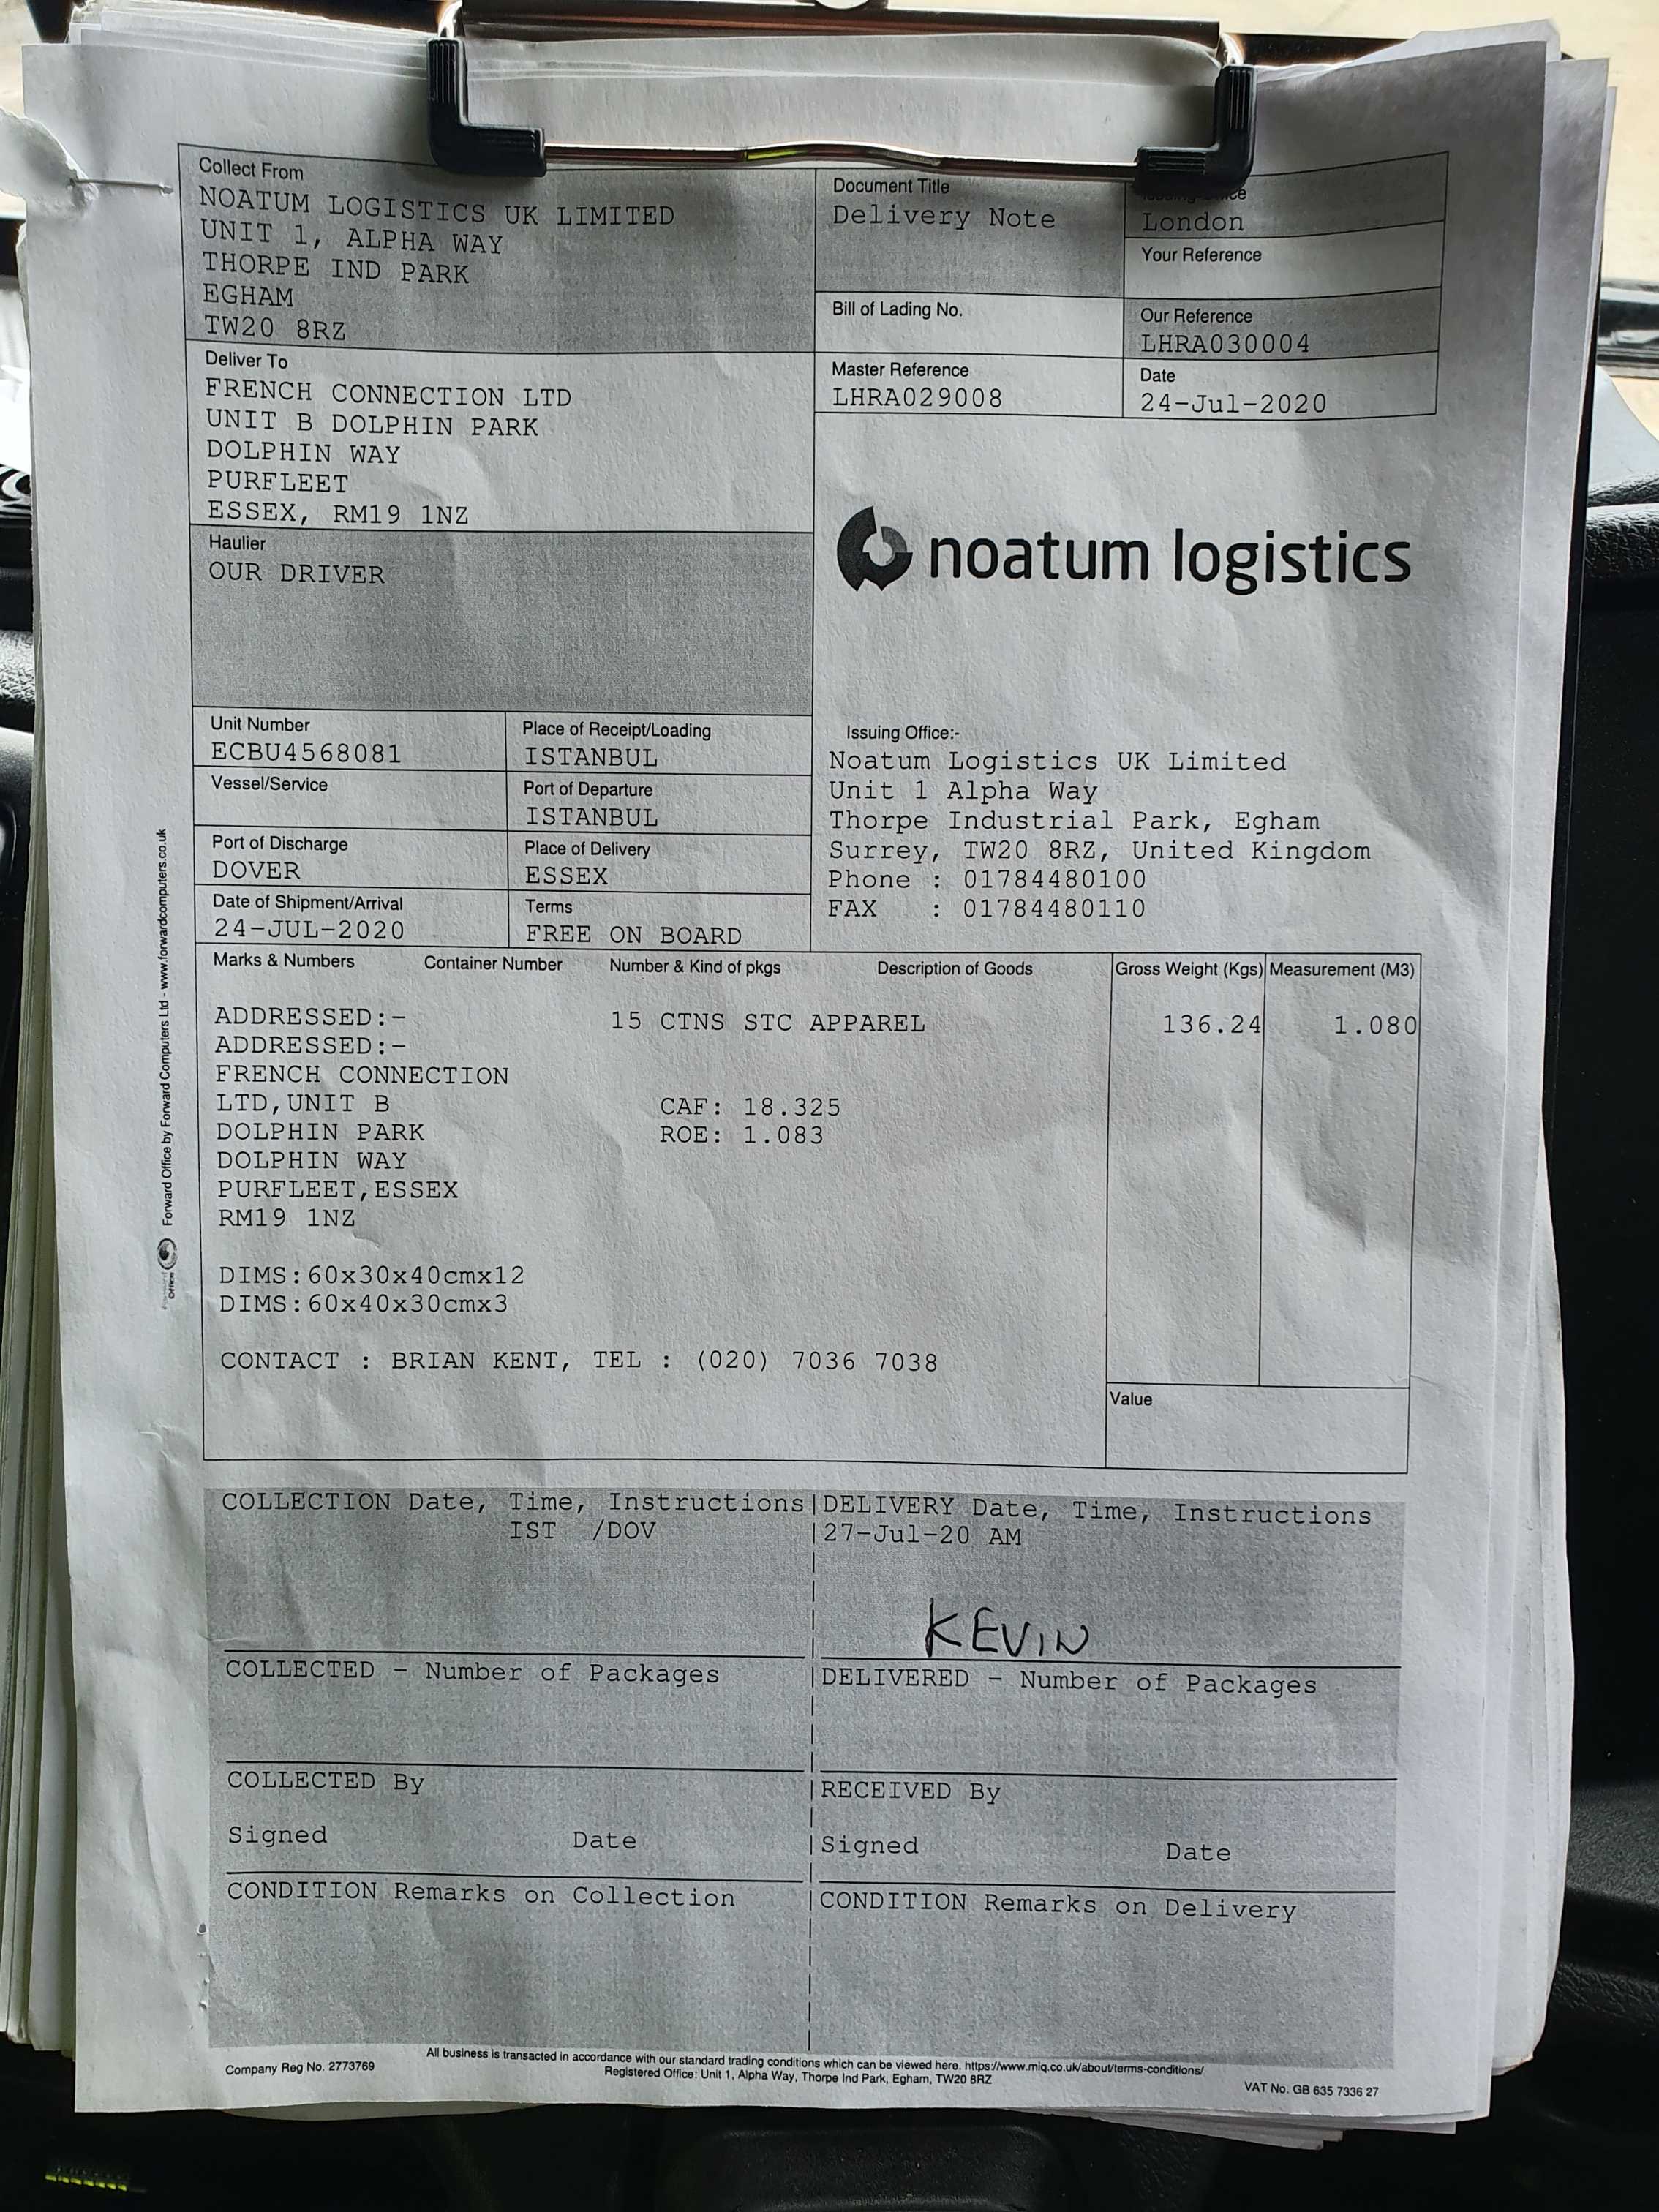 Collect From
NOATUM LOGISTICS UK LIMITED
UNIT 1, ALPHA WAY
THORPE IND PARK
EGHAM
TW20 8RZ
Document Title
Delivery Note
London
Your Reference
Bill of Lading No.
Our Reference
LHRA030004
Master Reference
LHRA029008
Date
24-Jul-2020
Deliver To
FRENCH CONNECTION LTD
UNIT B DOLPHIN PARK
DOLPHIN WAY
PURFLEET
ESSEX, RM19 1NZ
Haulier
OUR DRIVER
noatum logistics
Unit Number
ECBU4568081
Place of Receipt/Loading
ISTANBUL
Vessel/Service
Port of Departure
ISTANBUL
Port of Discharge
DOVER
Place of Delivery
ESSEX
Date of Shipment/Arrival
24-JUL-2020
Terms
FREE ON BOARD
Issuing Office:-
Noatum Logistics UK Limited
Unit 1 Alpha Way
Thorpe Industrial Park, Egham
Surrey, TW20 8RZ, United Kingdom
Phone : 01784480100
FAX : 01784480110
Marks & Numbers Container Number Number & Kind of pkgs Description of Goods Gross Weight (Kgs) Measurement (M3)
ADDRESSED:- 15 CTNS STC APPAREL 136.24 1.080
ADDRESSED:-
FRENCH CONNECTION
LTD,UNIT B CAF: 18.325
DOLPHIN PARK ROE: 1.083
DOLPHIN WAY
PURFLEET,ESSEX
RM19 1NZ
DIMS:60x30x40cmx12
DIMS:60x40x30cmx3
CONTACT : BRIAN KENT, TEL : (020) 7036 7038
Value
Forward Office by Forward Computers Ltd - www.forwardcomputers.co.uk
COLLECTION Date, Time, Instructions
IST /DOV
DELIVERY Date, Time, Instructions
27-Jul-20 AM
KEVIN
COLLECTED - Number of Packages
DELIVERED - Number of Packages
COLLECTED By
Signed Date
RECEIVED By
Signed Date
CONDITION Remarks on Collection
CONDITION Remarks on Delivery
All business is transacted in accordance with our standard trading conditions which can be viewed here. https://www.miq.co.uk/about/terms-conditions/
Company Reg No. 2773769
Registered Office: Unit 1, Alpha Way, Thorpe Ind Park, Egham, TW20 8RZ
VAT No. GB 635 7336 27